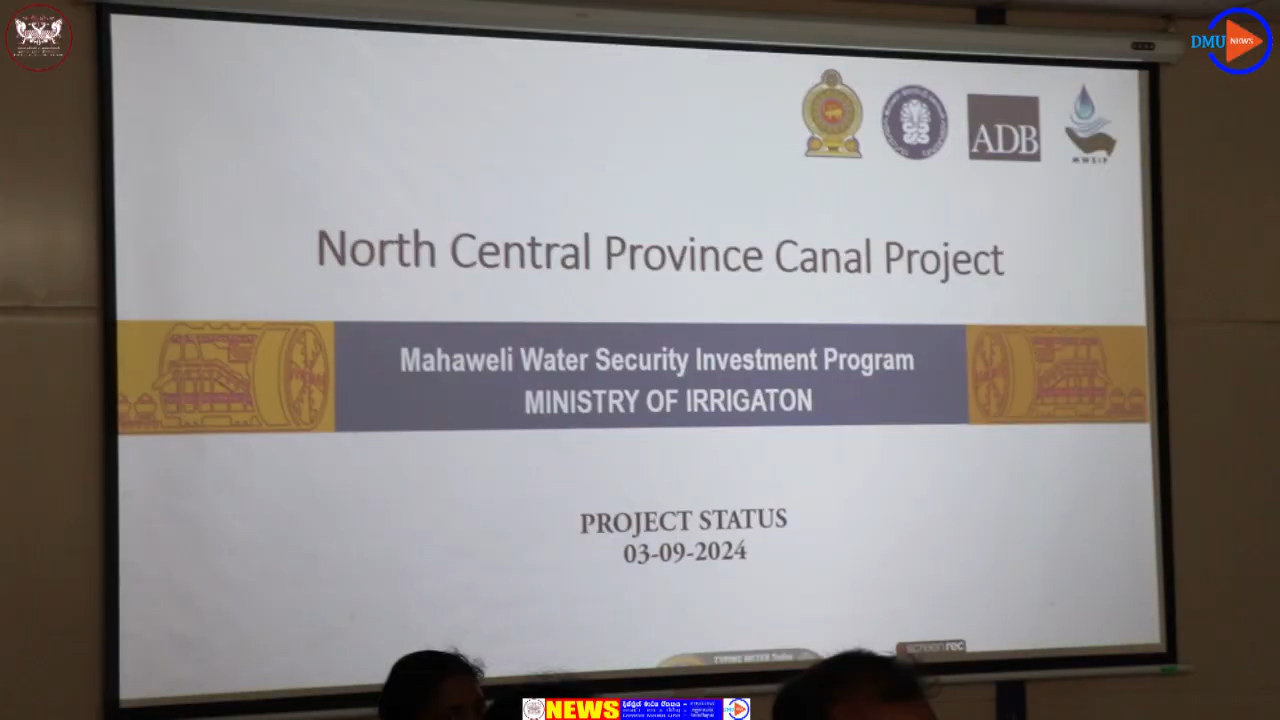 DMU NEWS
ADB
MWSIP
North Central Province Canal Project
Mahaweli Water Security Investment Program
MINISTRY OF IRRIGATON
PROJECT STATUS
03-09-2024
screenrec
NEWS